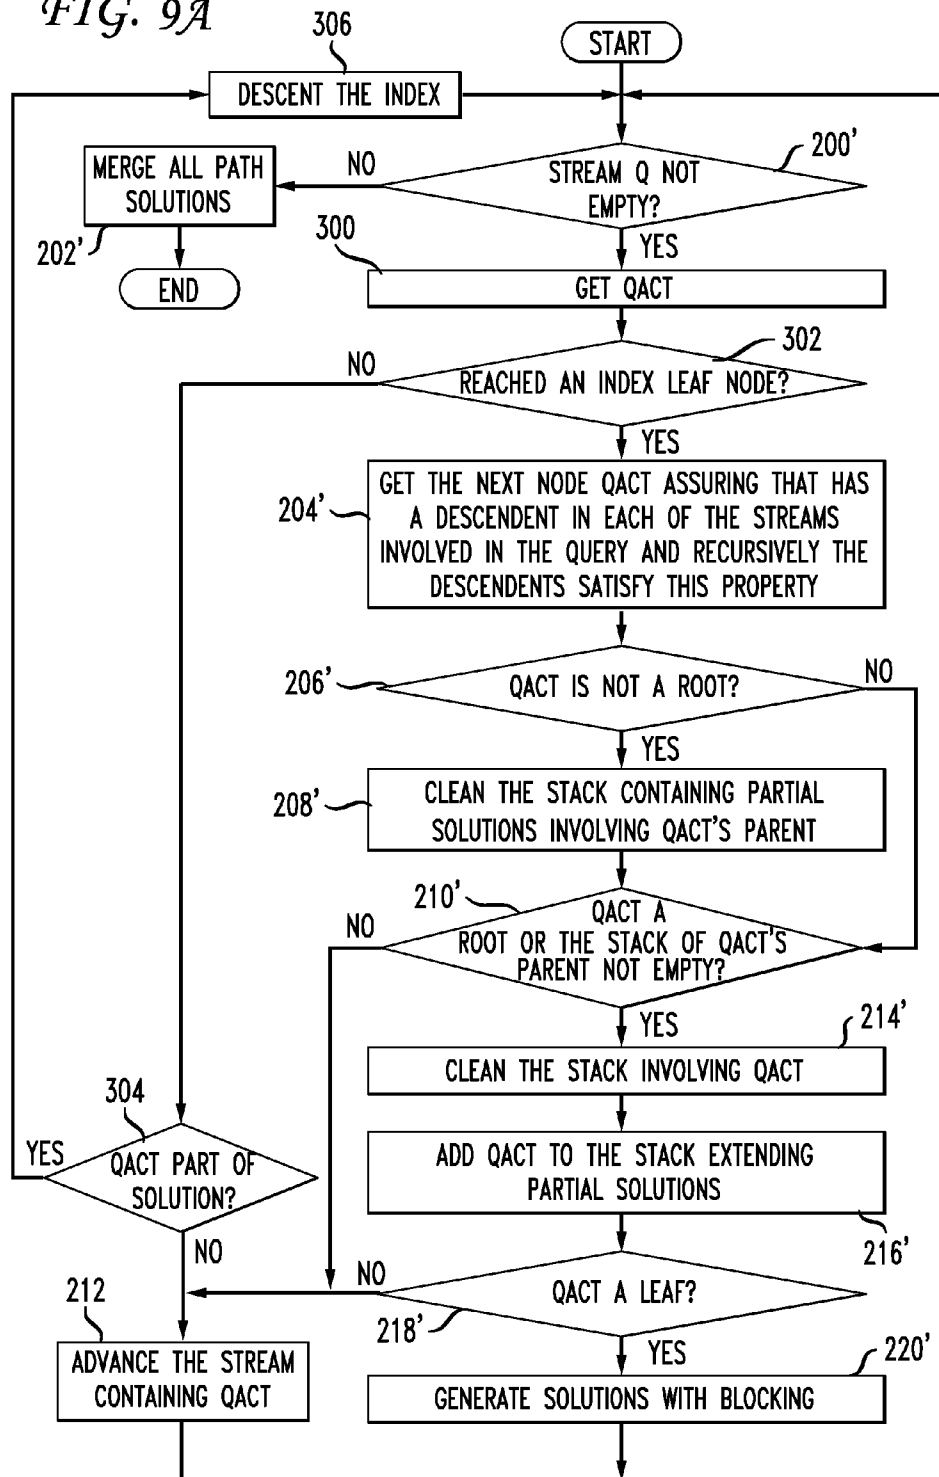 FIG. 9A
306
START
DESCENT THE INDEX
200'
STREAM Q NOT
EMPTY?
NO
MERGE ALL PATH
SOLUTIONS
202'
END
300
YES
GET QACT
302
NO
REACHED AN INDEX LEAF NODE?
YES
204'
GET THE NEXT NODE QACT ASSURING THAT HAS
A DESCENDENT IN EACH OF THE STREAMS
INVOLVED IN THE QUERY AND RECURSIVELY THE
DESCENDENTS SATISFY THIS PROPERTY
206'
QACT IS NOT A ROOT?
NO
YES
208'
CLEAN THE STACK CONTAINING PARTIAL
SOLUTIONS INVOLVING QACT'S PARENT
210'
NO
QACT A
ROOT OR THE STACK OF QACT'S
PARENT NOT EMPTY?
YES
214'
CLEAN THE STACK INVOLVING QACT
304
YES
QACT PART OF
SOLUTION?
NO
ADD QACT TO THE STACK EXTENDING
PARTIAL SOLUTIONS
216'
NO
QACT A LEAF?
218'
YES
212
ADVANCE THE STREAM
CONTAINING QACT
220'
GENERATE SOLUTIONS WITH BLOCKING